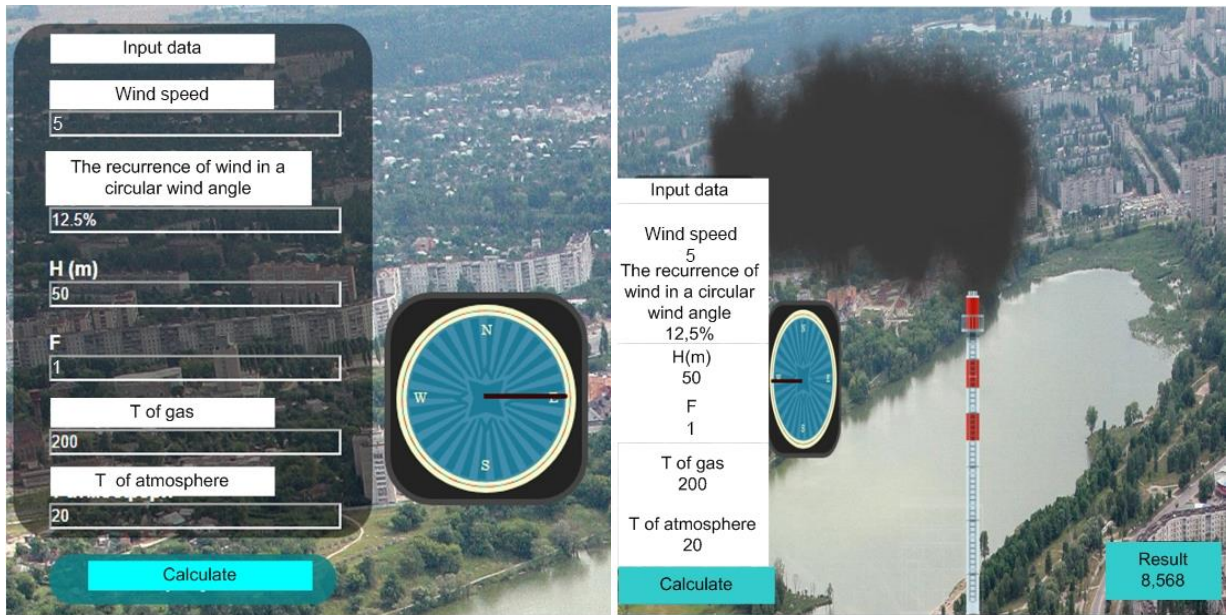 Input data
Wind speed
5
The recurrence of wind in a
circular wind angle
12.5%
H (m)
50
F
1
T of gas
200
T of atmosphere
20
Calculate
N
W
E
S
Input data
Wind speed
5
The recurrence of
wind in a circular
wind angle
12,5%
H(m)
50
F
1
T of gas
200
T of atmosphere
20
Calculate
Result
8,568